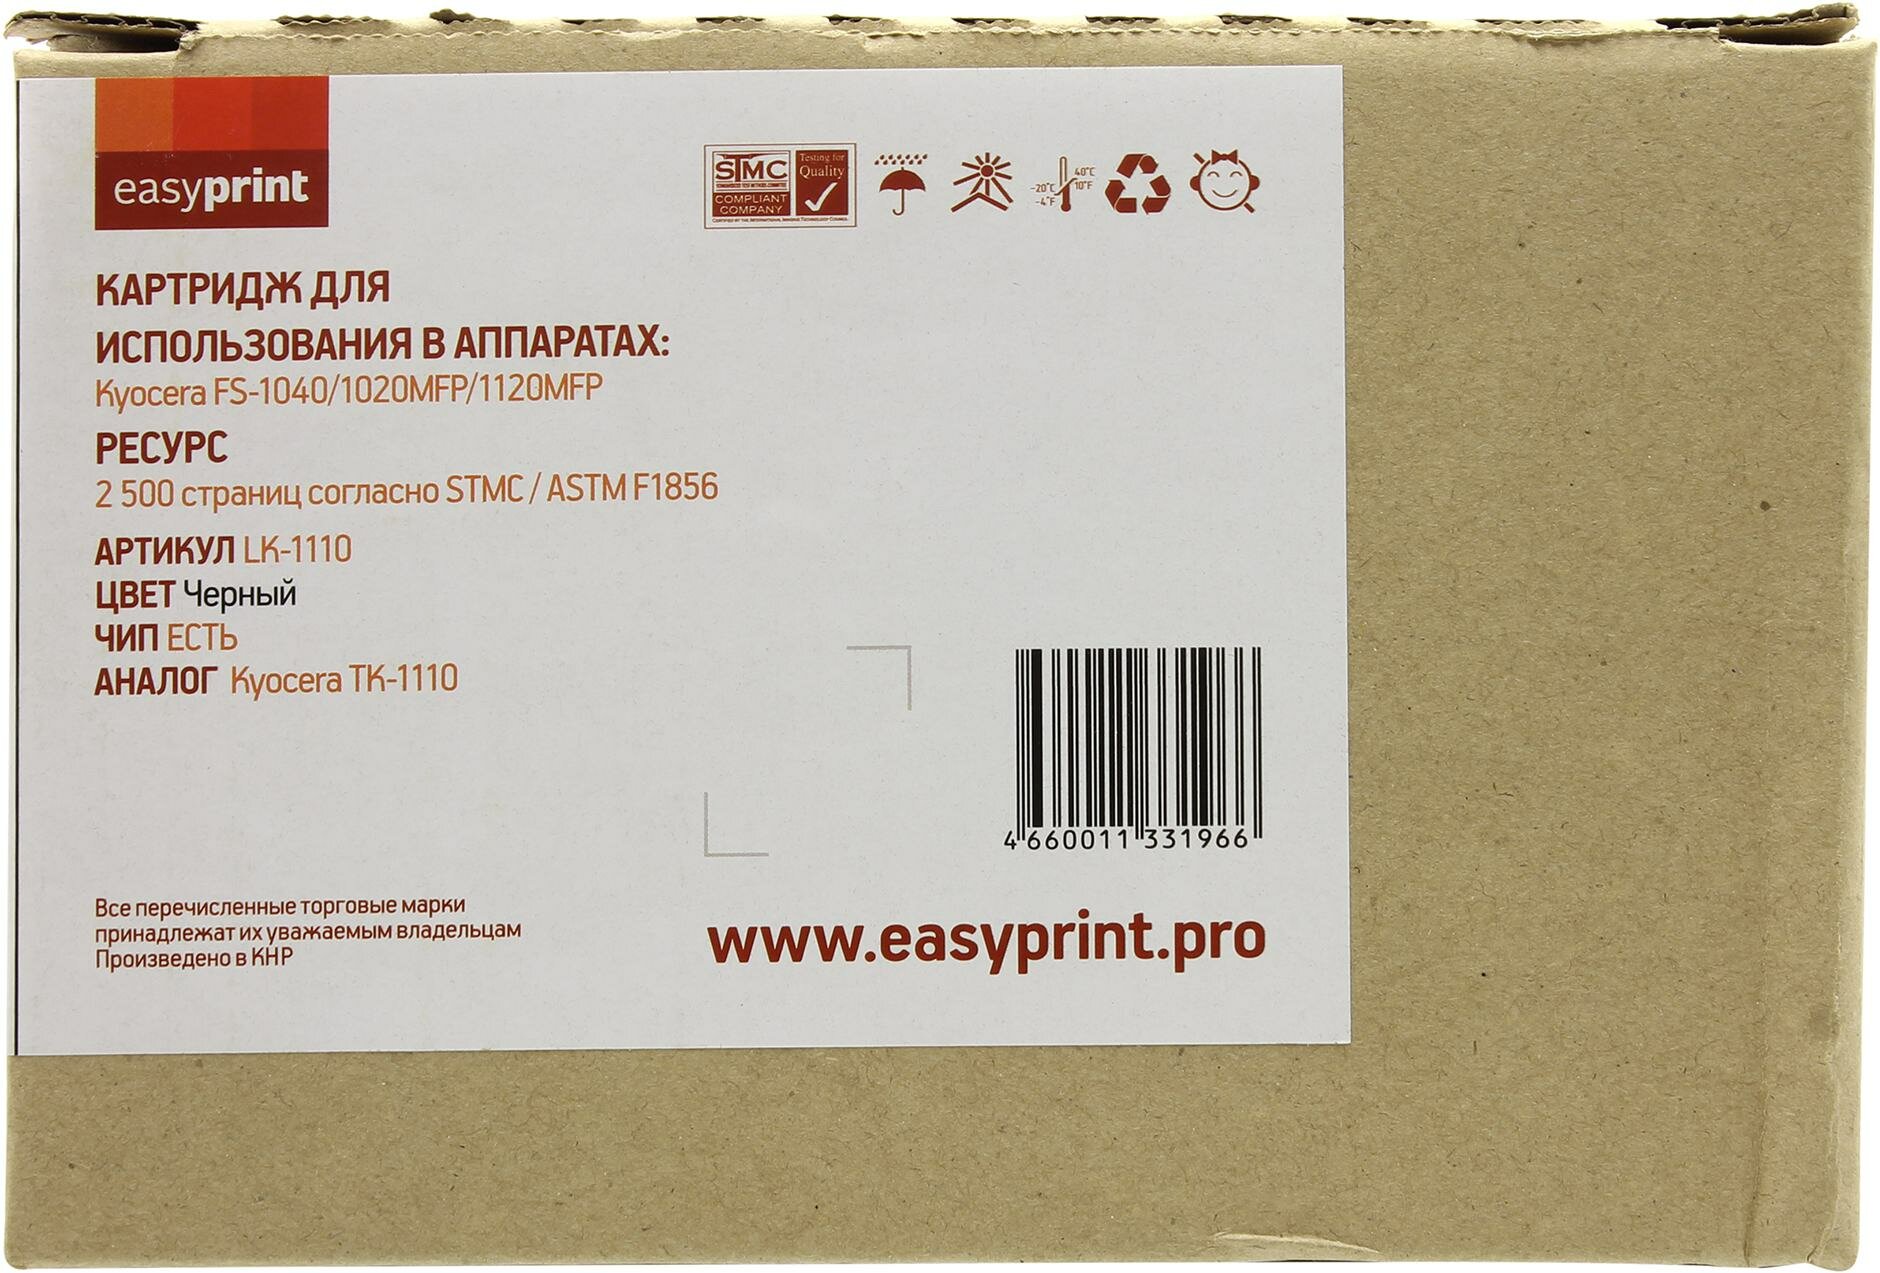 easyprint
STMC
Testing for
Quality
COMPLIANT
COMPANY
-20°C
-4°F
40°C
10°F
КАРТРИДЖ ДЛЯ
ИСПОЛЬЗОВАНИЯ В АППАРАТАХ:
Kyocera FS-1040/1020MFP/1120MFP
РЕСУРС
2 500 страниц согласно STMC / ASTM F1856
АРТИКУЛ LK-1110
ЦВЕТ Черный
ЧИП ЕСТЬ
АНАЛОГ Kyocera TK-1110
4 660011 331966
Все перечисленные торговые марки
принадлежат их уважаемым владельцам
Произведено в КНР
www.easyprint.pro